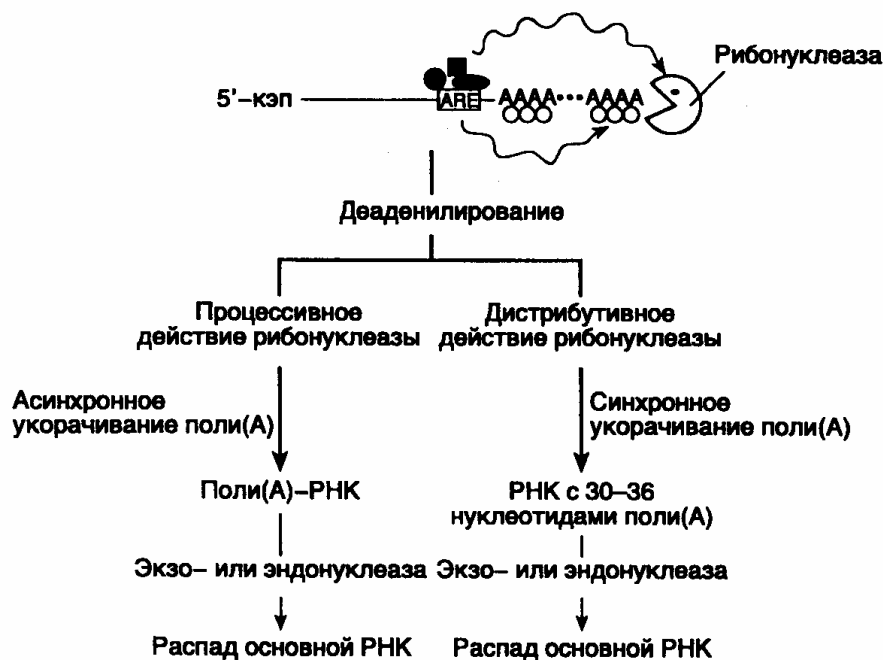 Рибонуклеаза
5'–кэп
ARE
AAAA•••AAAA
Деаденилирование
Процессивное
действие рибонуклеазы
Дистрибутивное
действие рибонуклеазы
Асинхронное
укорачивание поли(А)
Синхронное
укорачивание поли(А)
Поли(А)–РНК
РНК с 30–36
нуклеотидами поли(А)
Экзо– или эндонуклеаза
Экзо– или эндонуклеаза
Распад основной РНК
Распад основной РНК